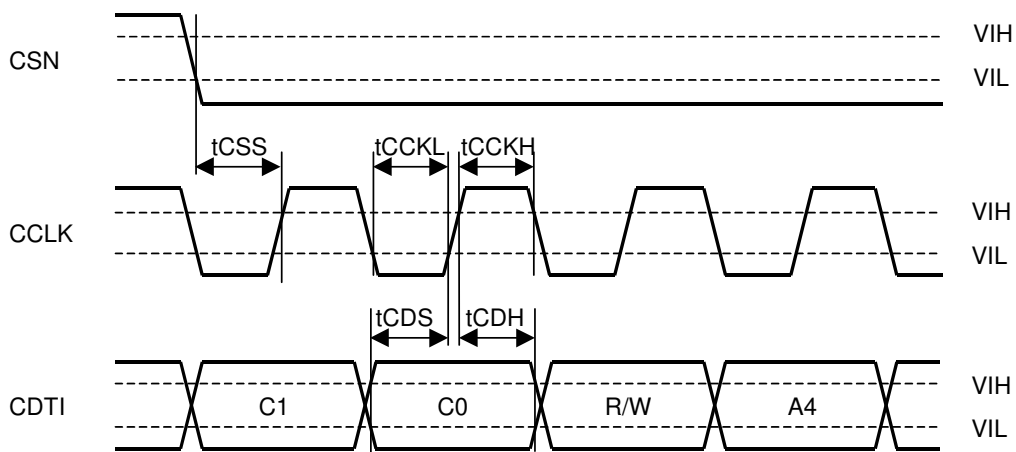 VIH
CSN
VIL
tCSS tCCKL tCCKH
VIH
CCLK
VIL
tCDS tCDH
VIH
CDTI C1 C0 R/W A4
VIL